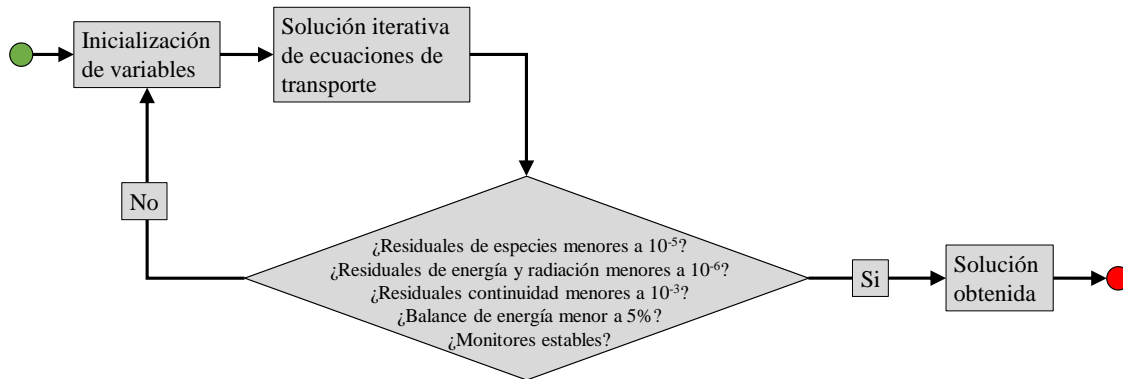 Inicialización
de variables
Solución iterativa
de ecuaciones de
transporte
No
¿Residuales de especies menores a 10⁻⁵?
¿Residuales de energía y radiación menores a 10⁻⁶?
¿Residuales continuidad menores a 10⁻³?
¿Balance de energía menor a 5%?
¿Monitores estables?
Si
Solución
obtenida